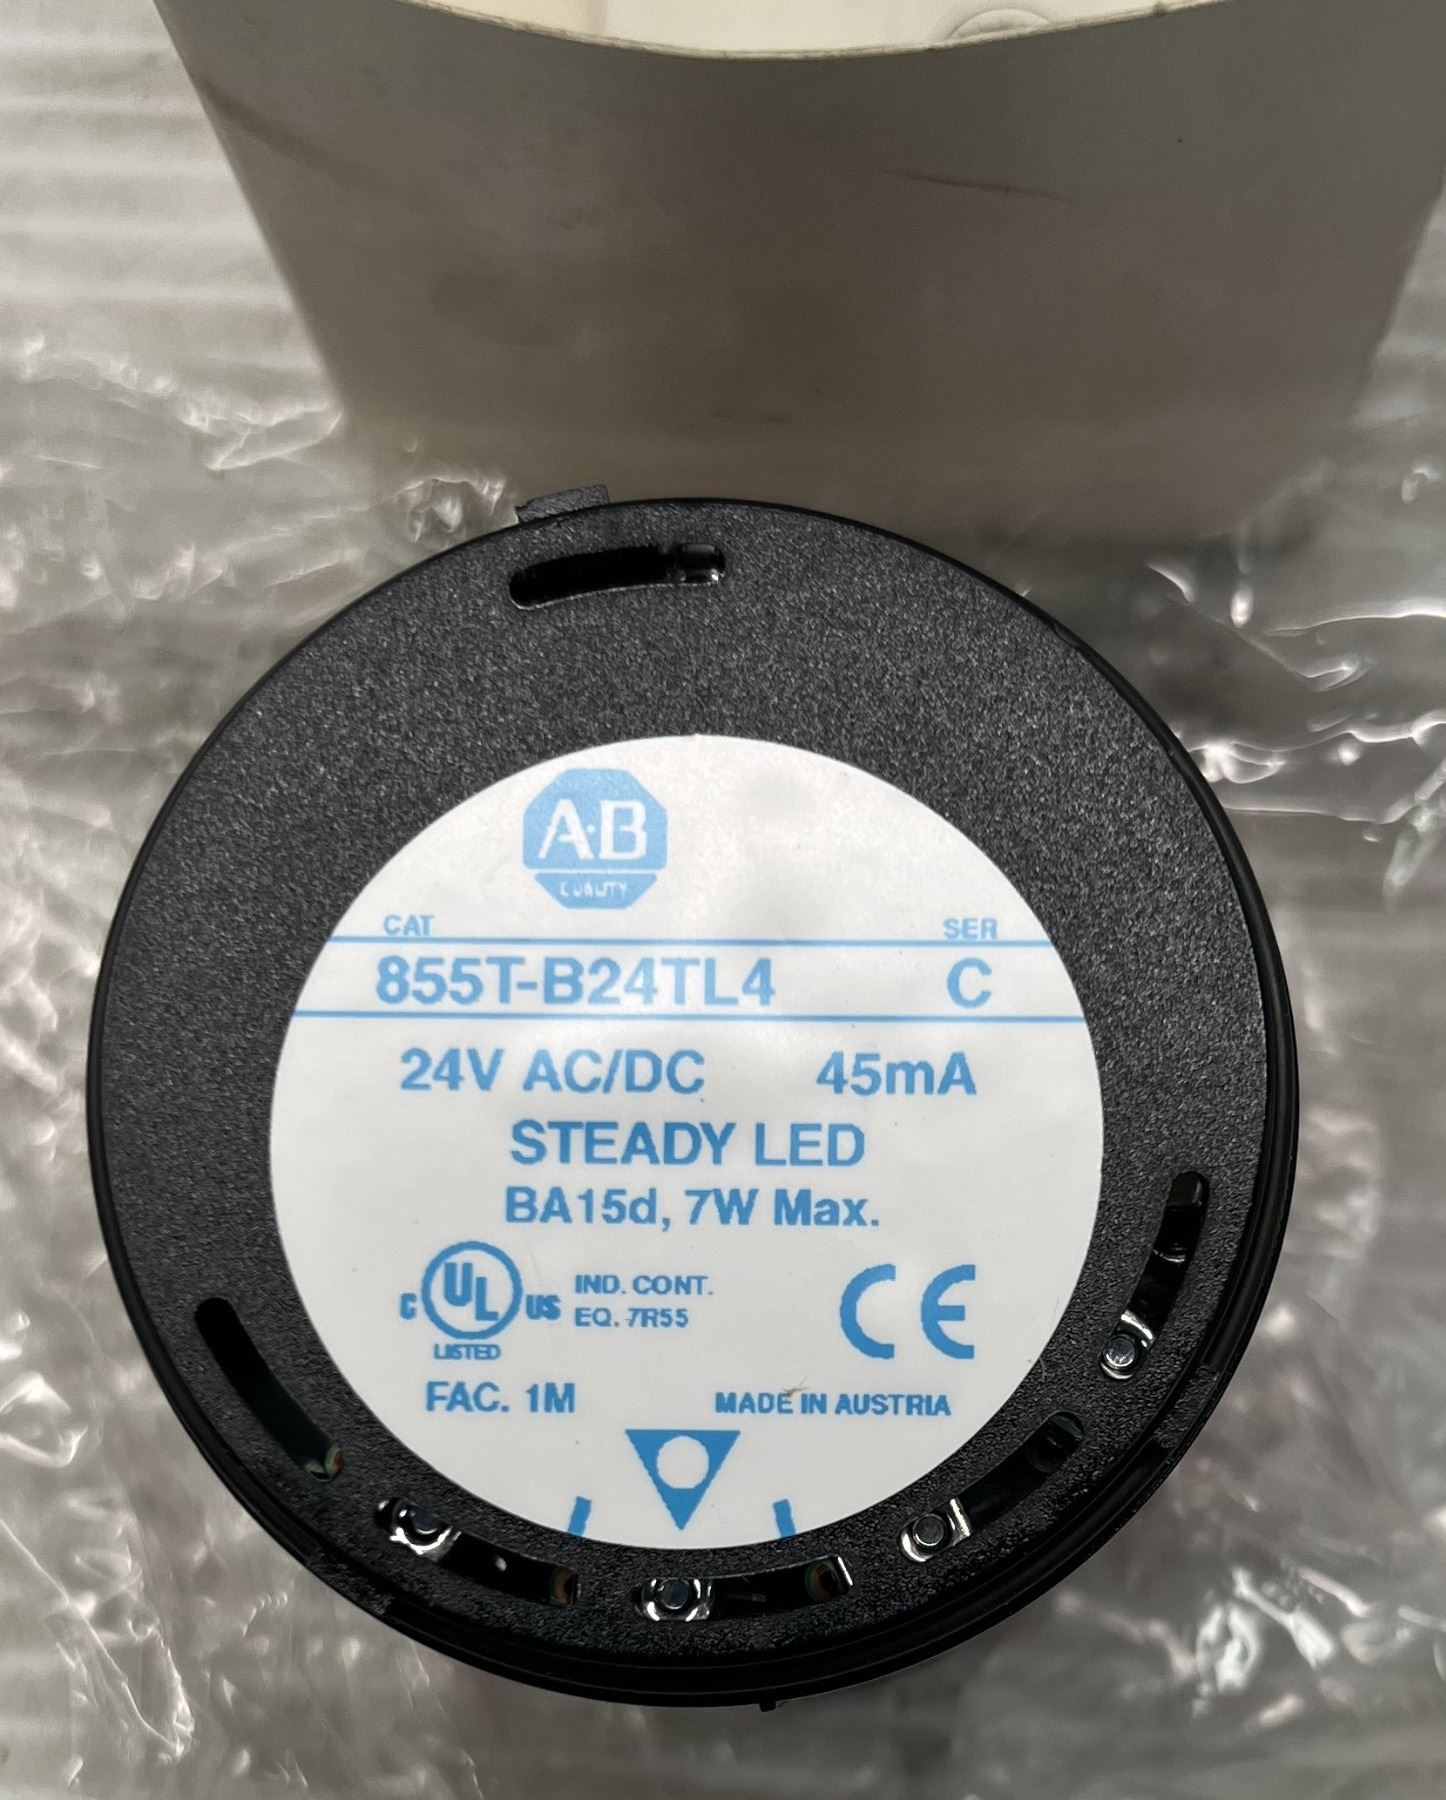 A·B
QUALITY
CAT SER
855T-B24TL4 C
24V AC/DC 45mA
STEADY LED
BA15d, 7W Max.
C UL US IND. CONT.
EQ. 7R55
LISTED
CE
FAC. 1M MADE IN AUSTRIA